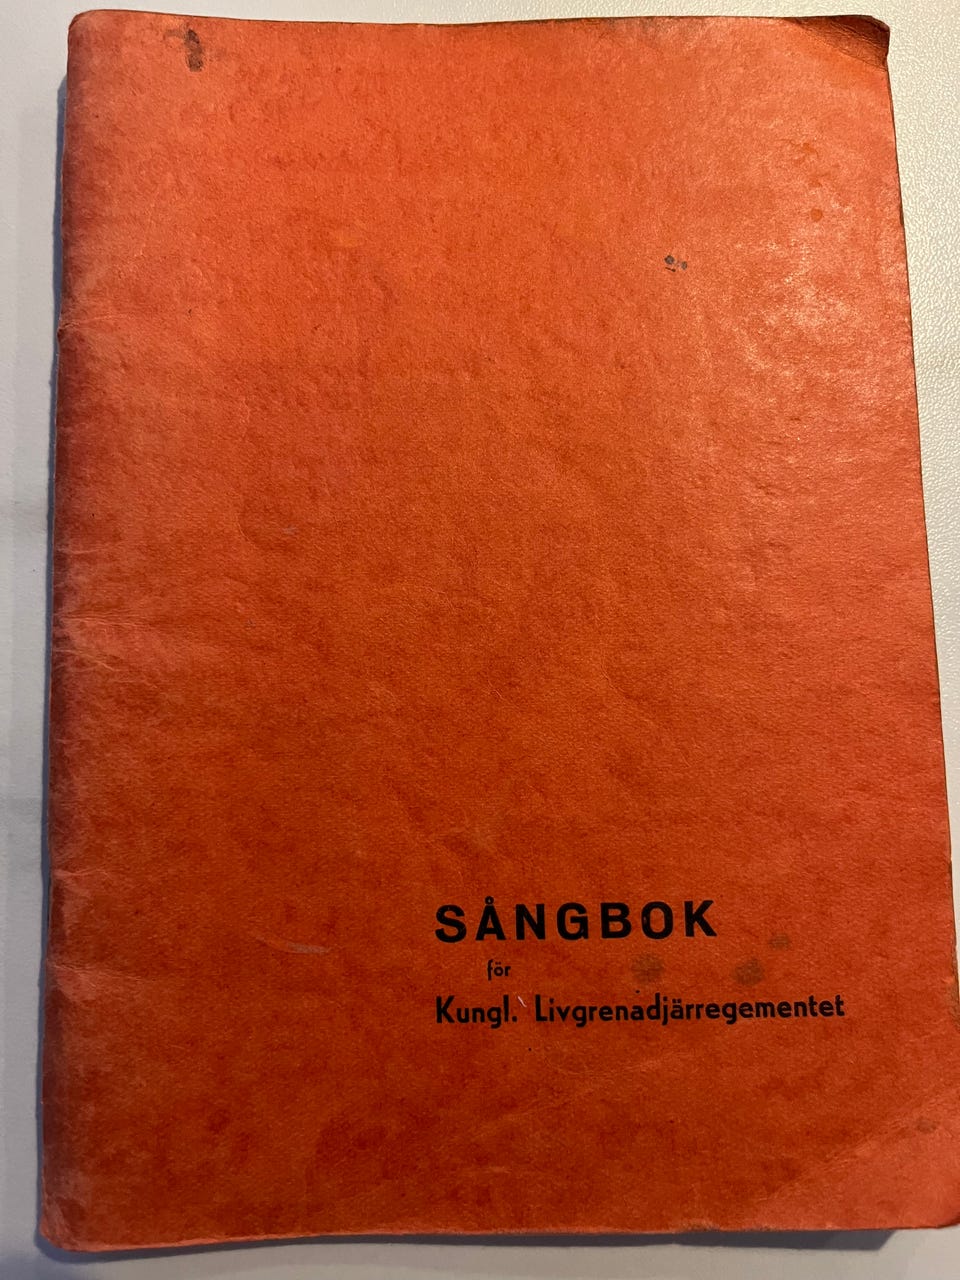 SÅNGBOK
för
Kungl. Livgrenadjärregementet